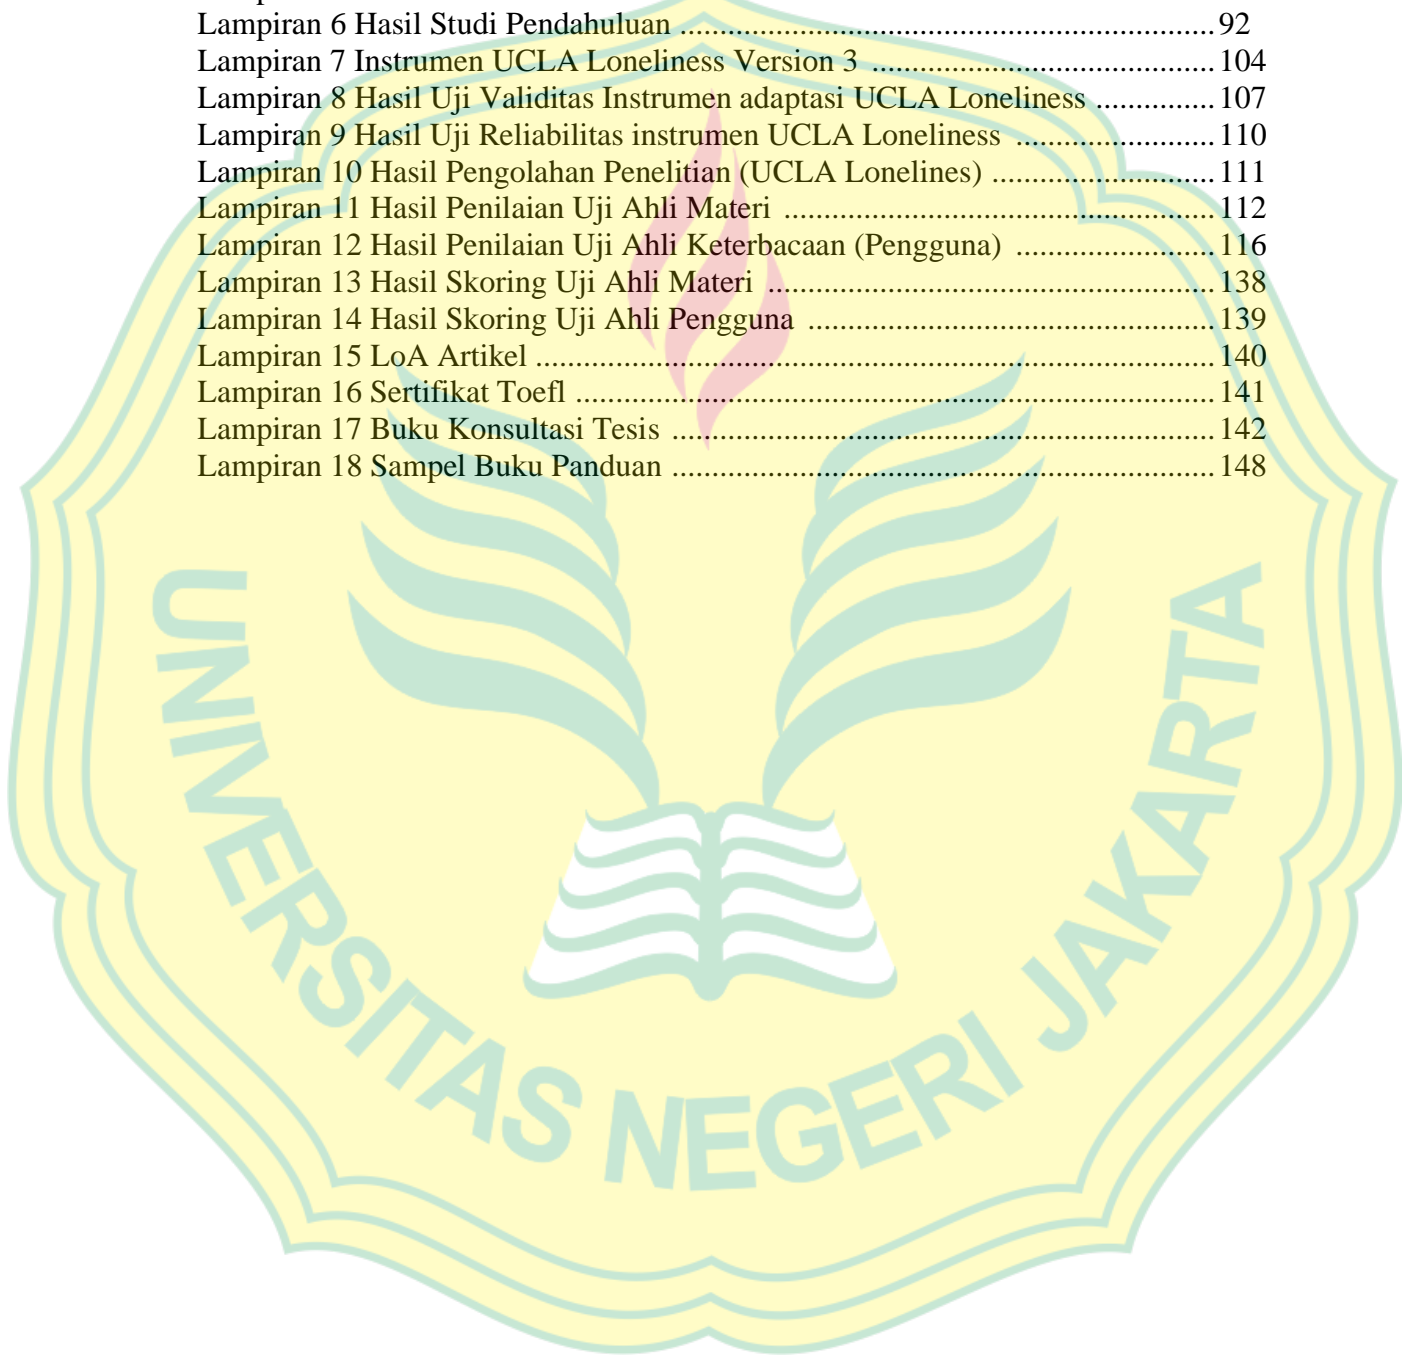 Lampiran 6 Hasil Studi Pendahuluan ........................................................................ 92
Lampiran 7 Instrumen UCLA Loneliness Version 3 .............................................. 104
Lampiran 8 Hasil Uji Validitas Instrumen adaptasi UCLA Loneliness ................ 107
Lampiran 9 Hasil Uji Reliabilitas instrumen UCLA Loneliness .......................... 110
Lampiran 10 Hasil Pengolahan Penelitian (UCLA Lonelines) ............................. 111
Lampiran 11 Hasil Penilaian Uji Ahli Materi .......................................................... 112
Lampiran 12 Hasil Penilaian Uji Ahli Keterbacaan (Pengguna) .......................... 116
Lampiran 13 Hasil Skoring Uji Ahli Materi ............................................................ 138
Lampiran 14 Hasil Skoring Uji Ahli Pengguna ...................................................... 139
Lampiran 15 LoA Artikel ........................................................................................... 140
Lampiran 16 Sertifikat Toefl ..................................................................................... 141
Lampiran 17 Buku Konsultasi Tesis ........................................................................ 142
Lampiran 18 Sampel Buku Panduan ........................................................................ 148
UNIVERSITAS NEGERI JAKARTA